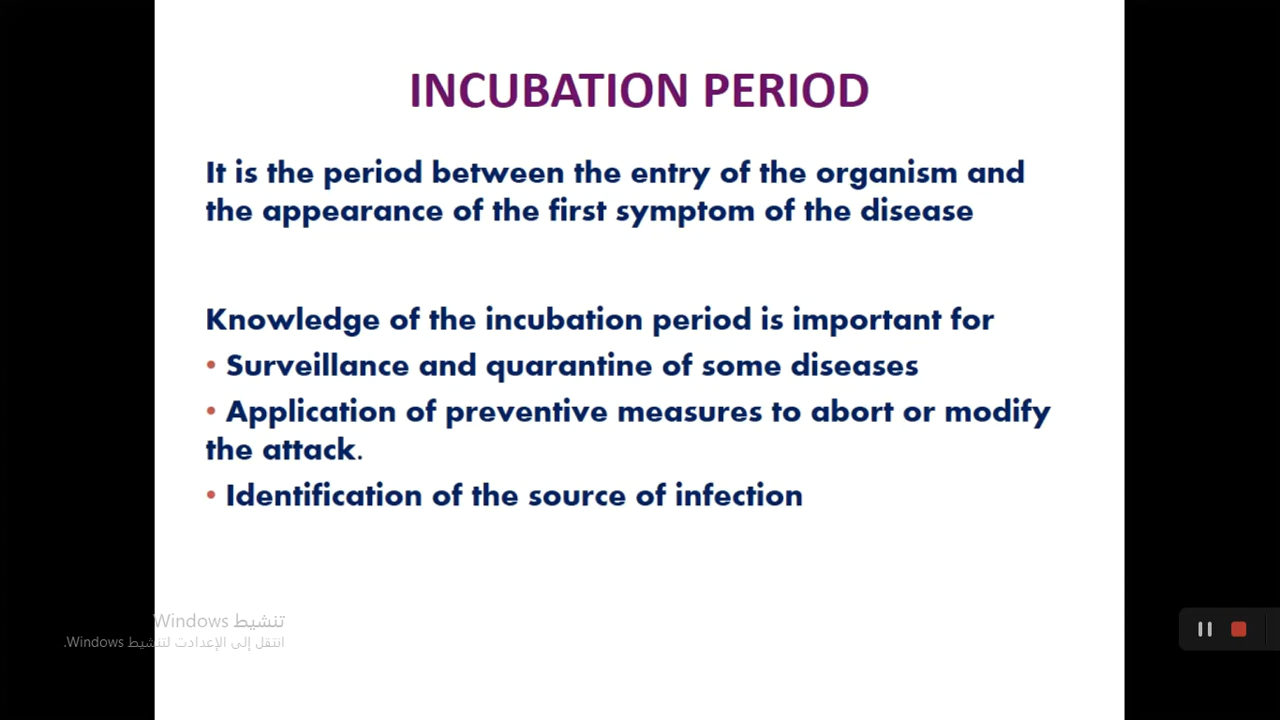 INCUBATION PERIOD
It is the period between the entry of the organism and
the appearance of the first symptom of the disease
Knowledge of the incubation period is important for
• Surveillance and quarantine of some diseases
• Application of preventive measures to abort or modify
the attack.
• Identification of the source of infection
تنشيط Windows
انتقل إلى الإعدادت لتنشيط Windows.